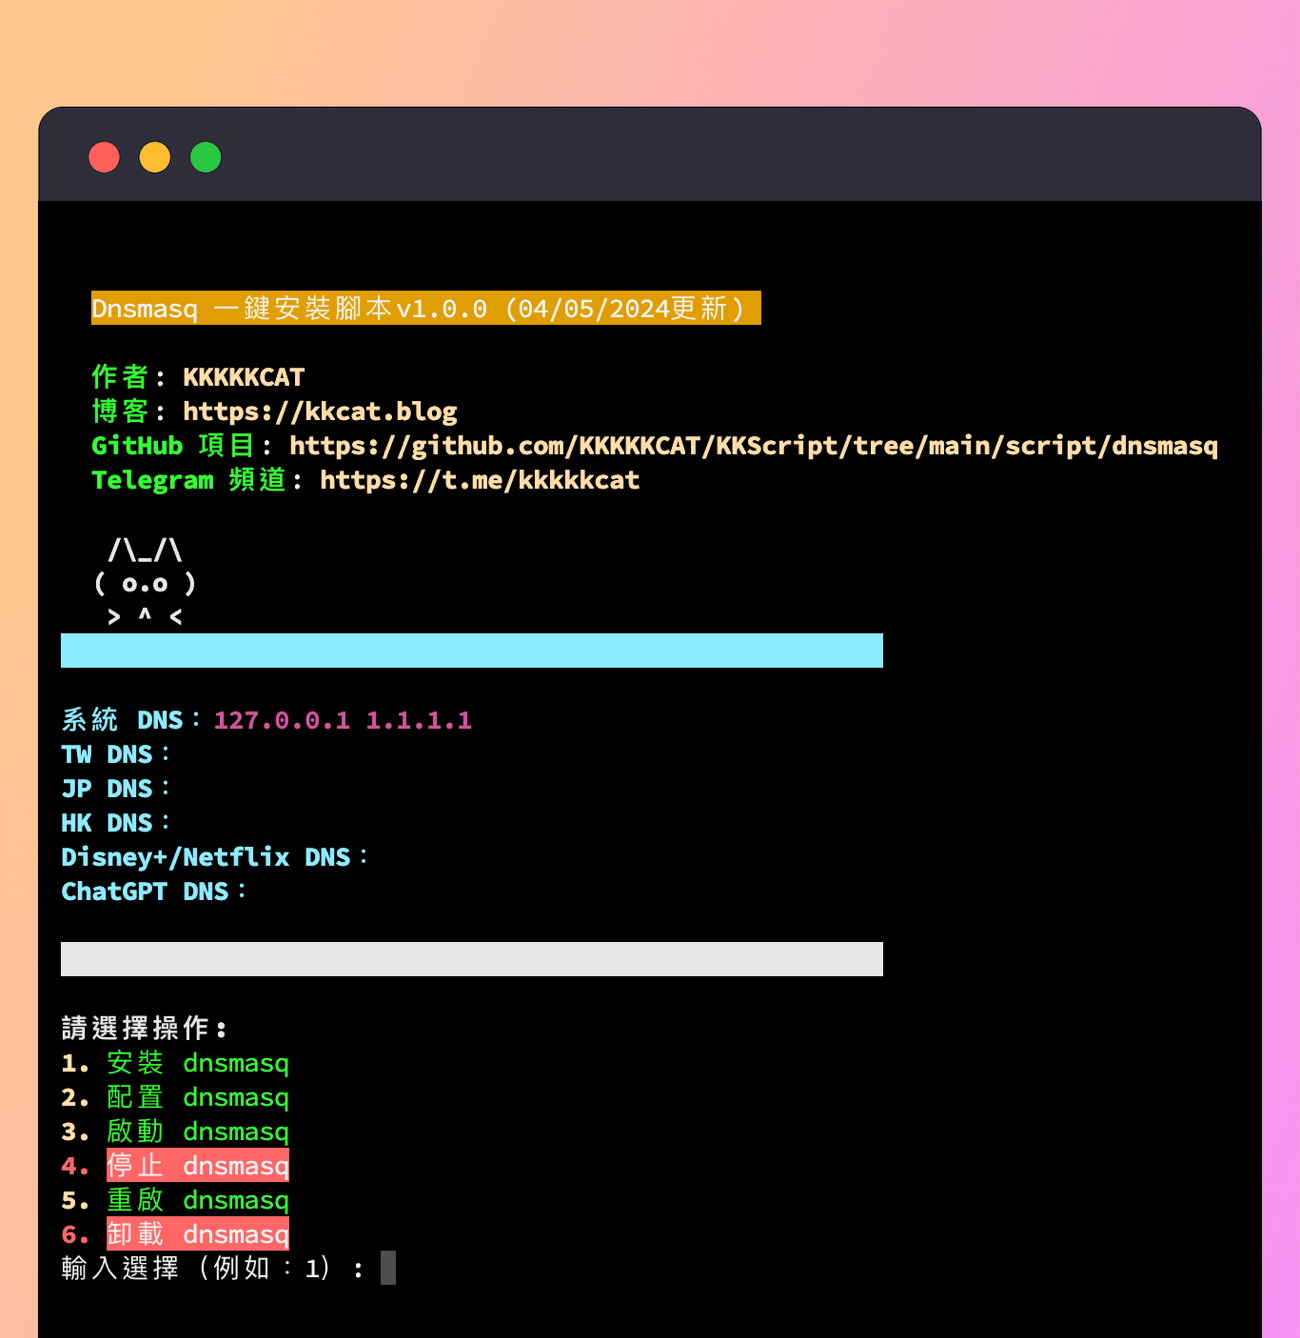 Dnsmasq 一鍵安裝腳本v1.0.0 (04/05/2024更新)
作者: KKKKKCAT
博客: https://kkcat.blog
GitHub 項目: https://github.com/KKKKKCAT/KKScript/tree/main/script/dnsmasq
Telegram 頻道: https://t.me/kkkkkcat
/\_/\
( o.o )
> ^ <
系統 DNS：127.0.0.1 1.1.1.1
TW DNS：
JP DNS：
HK DNS：
Disney+/Netflix DNS：
ChatGPT DNS：
請選擇操作:
1. 安裝 dnsmasq
2. 配置 dnsmasq
3. 啟動 dnsmasq
4. 停止 dnsmasq
5. 重啟 dnsmasq
6. 卸載 dnsmasq
輸入選擇（例如：1）: